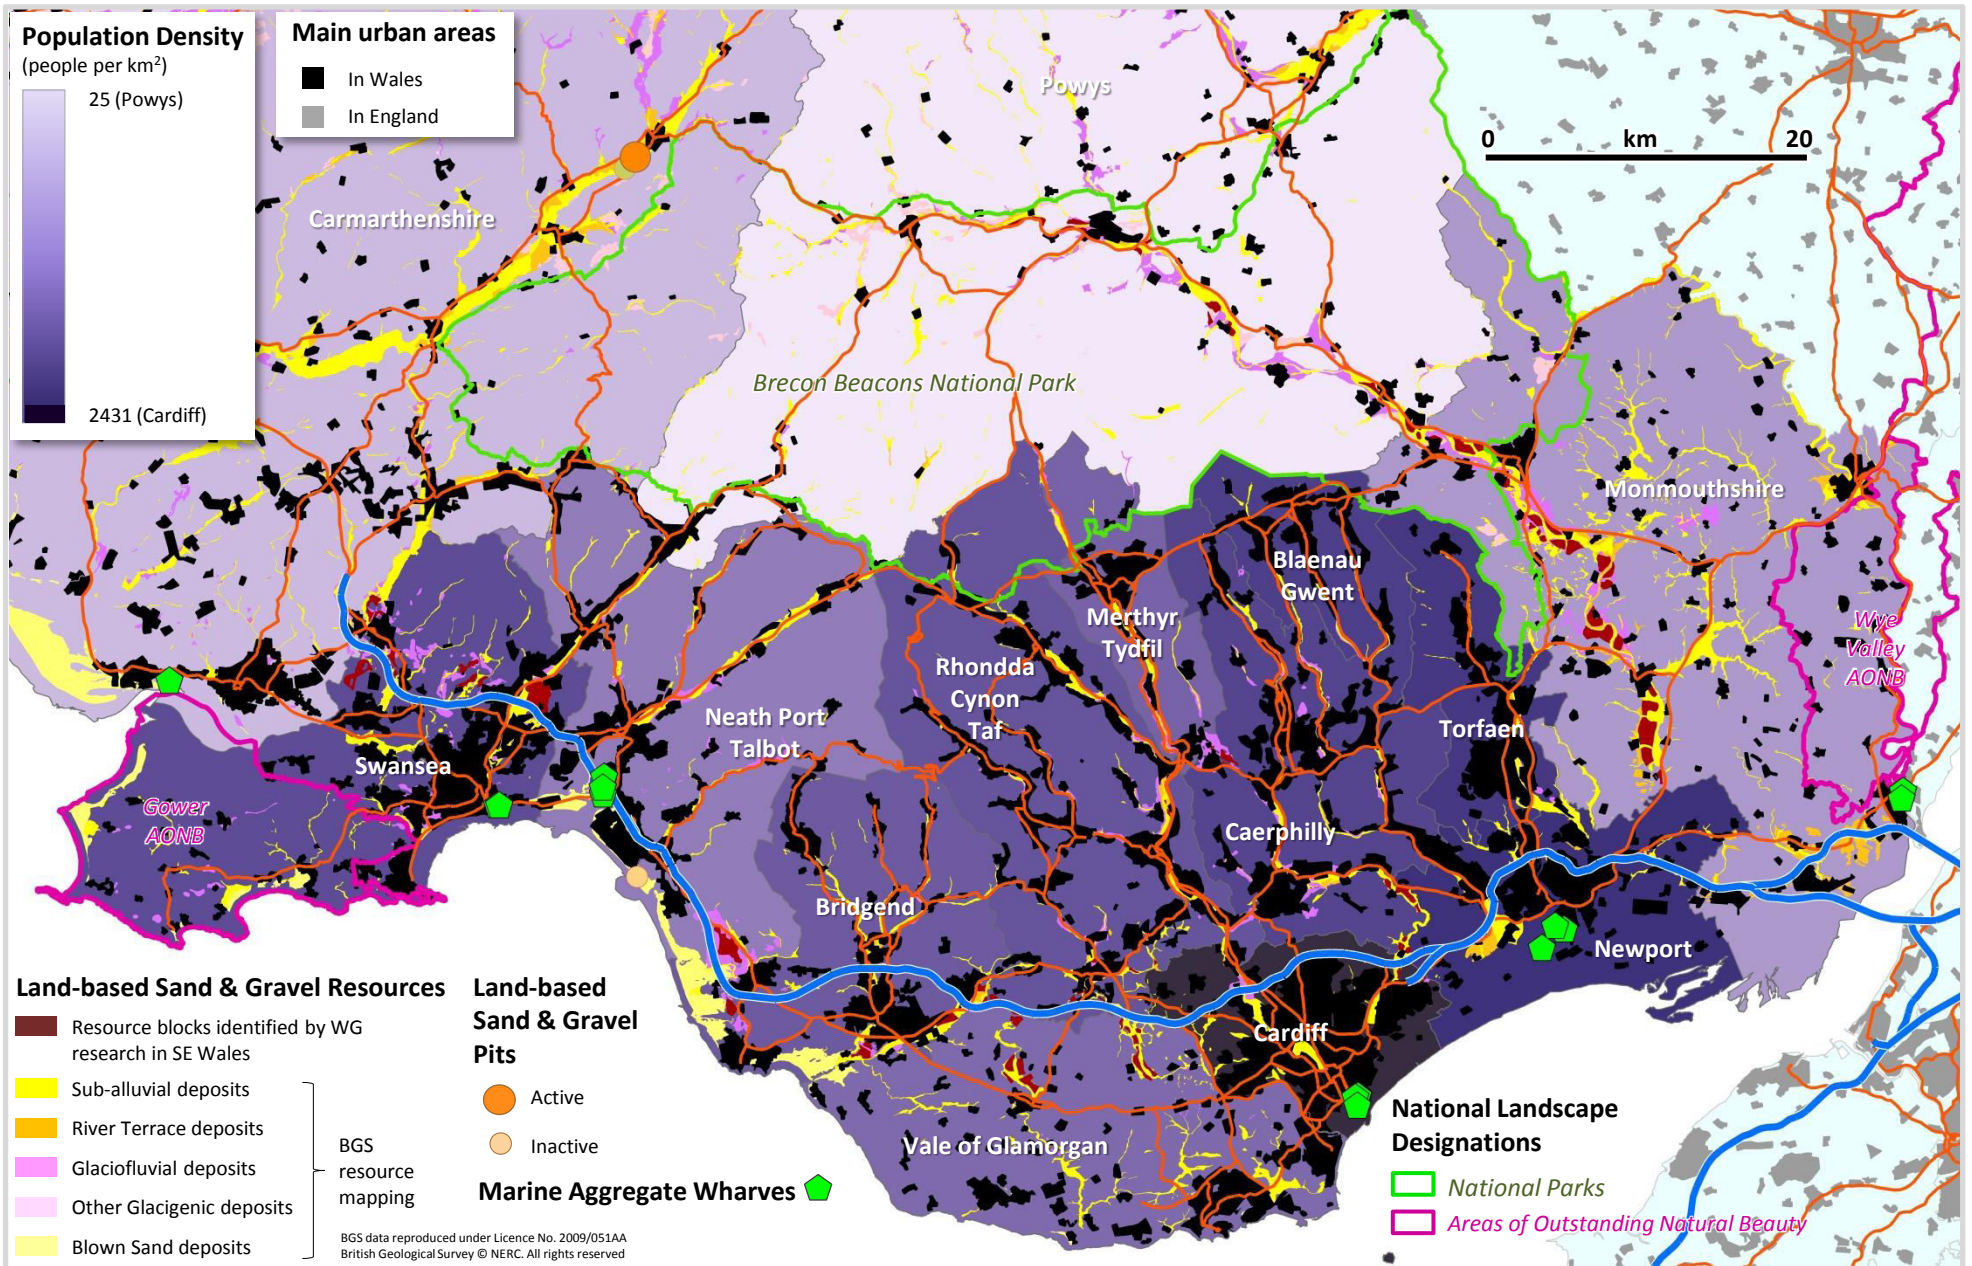 Population Density
(people per km²)
25 (Powys)
2431 (Cardiff)
Main urban areas
In Wales
In England
Powys
0 km 20
Carmarthenshire
Brecon Beacons National Park
Monmouthshire
Blaenau
Gwent
Merthyr
Tydfil
Wye
Valley
AONB
Rhondda
Cynon
Taf
Neath Port
Talbot
Torfaen
Swansea
Gower
AONB
Caerphilly
Bridgend
Newport
Cardiff
Vale of Glamorgan
Land-based Sand & Gravel Resources
Resource blocks identified by WG
research in SE Wales
Sub-alluvial deposits
River Terrace deposits
Glaciofluvial deposits
Other Glacigenic deposits
Blown Sand deposits
BGS
resource
mapping
Land-based
Sand & Gravel
Pits
Active
Inactive
Marine Aggregate Wharves
BGS data reproduced under Licence No. 2009/051AA
British Geological Survey © NERC. All rights reserved
National Landscape
Designations
National Parks
Areas of Outstanding Natural Beauty